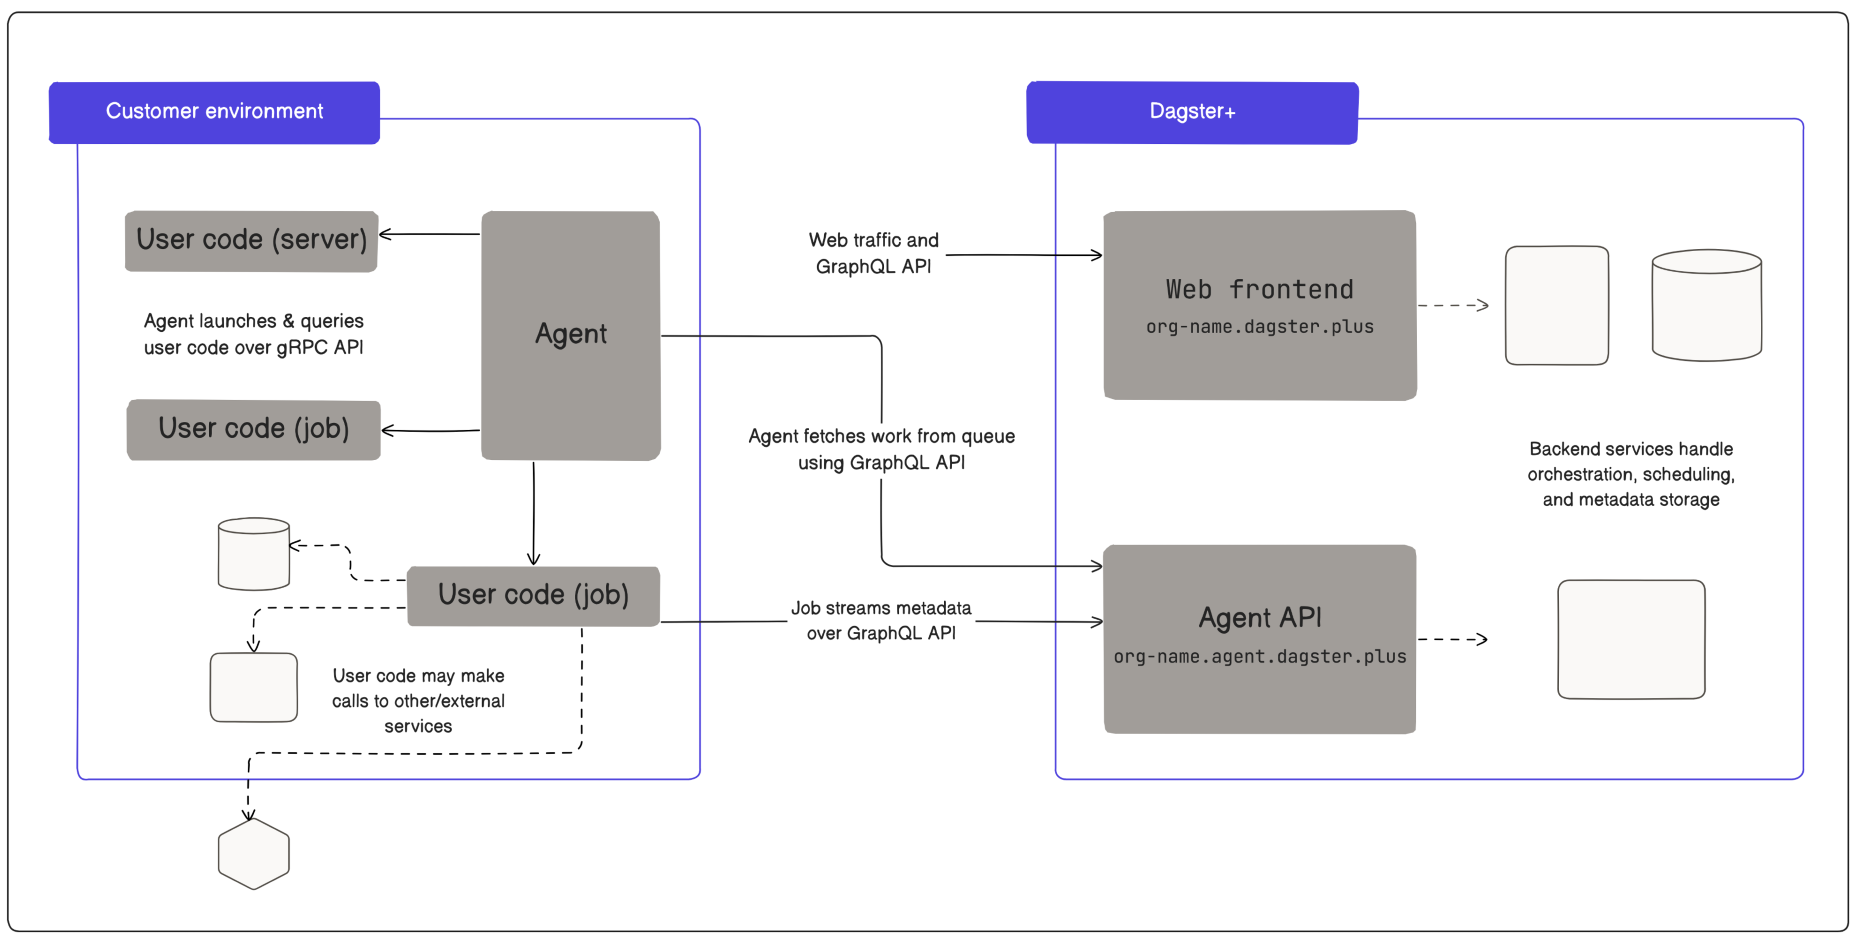 Customer environment
User code (server)
Agent launches & queries
user code over gRPC API
User code (job)
Agent
User code (job)
User code may make
calls to other/external
services
Web traffic and
GraphQL API
Agent fetches work from queue
using GraphQL API
Job streams metadata
over GraphQL API
Dagster+
Web frontend
org-name.dagster.plus
Backend services handle
orchestration, scheduling,
and metadata storage
Agent API
org-name.agent.dagster.plus